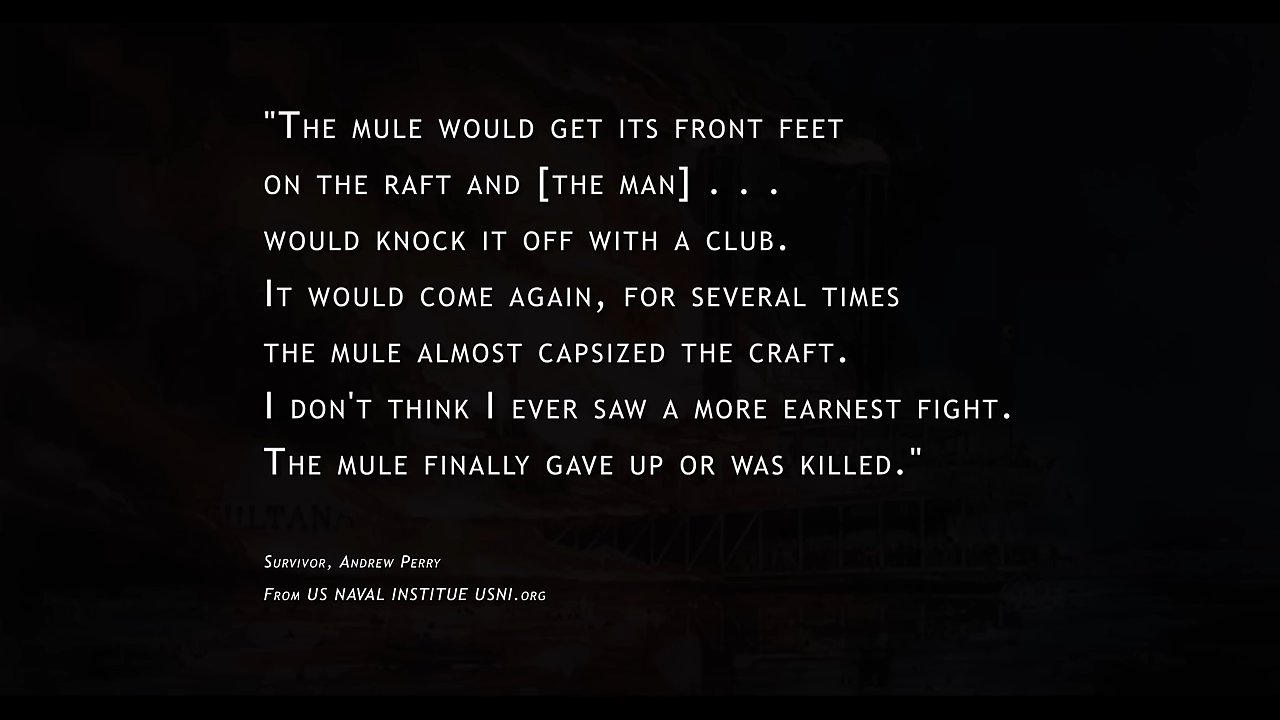 "The mule would get its front feet
on the raft and [the man] . . .
would knock it off with a club.
It would come again, for several times
the mule almost capsized the craft.
I don't think I ever saw a more earnest fight.
The mule finally gave up or was killed."
SULTANA
Survivor, Andrew Perry
From US NAVAL INSTITUE USNI.org